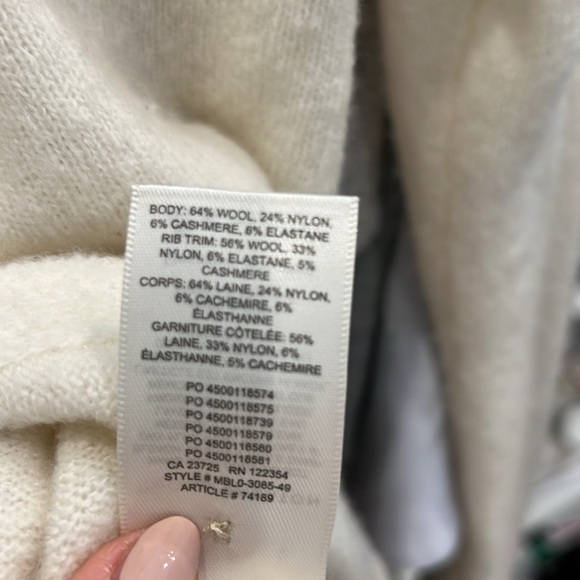 BODY: 64% WOOL, 24% NYLON,
6% CASHMERE, 6% ELASTANE
RIB TRIM: 56% WOOL, 33%
NYLON, 6% ELASTANE, 5%
CASHMERE
CORPS: 64% LAINE, 24% NYLON,
6% CACHEMIRE, 6%
ÉLASTHANNE
GARNITURE CÔTELÉE: 56%
LAINE, 33% NYLON, 6%
ÉLASTHANNE, 5% CACHEMIRE
PO 4500118574
PO 4500118575
PO 4500118739
PO 4500118579
PO 4500118580
PO 4500118581
CA 23725 RN 122354
STYLE # MBL0-3085-49
ARTICLE # 74189